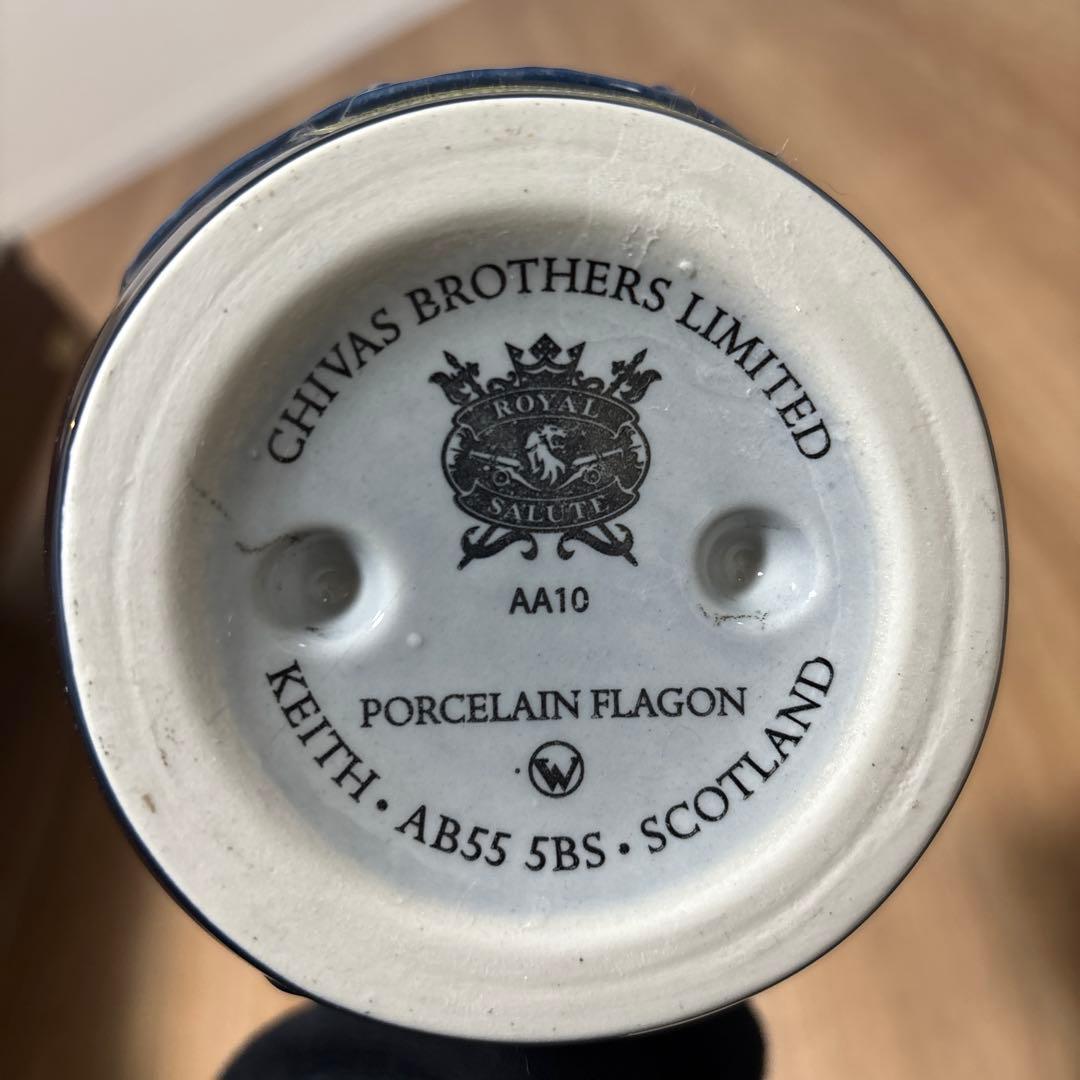 CHIVAS BROTHERS LIMITED
ROYAL
SALUTE
AA10
PORCELAIN FLAGON
W
KEITH • AB55 5BS • SCOTLAND